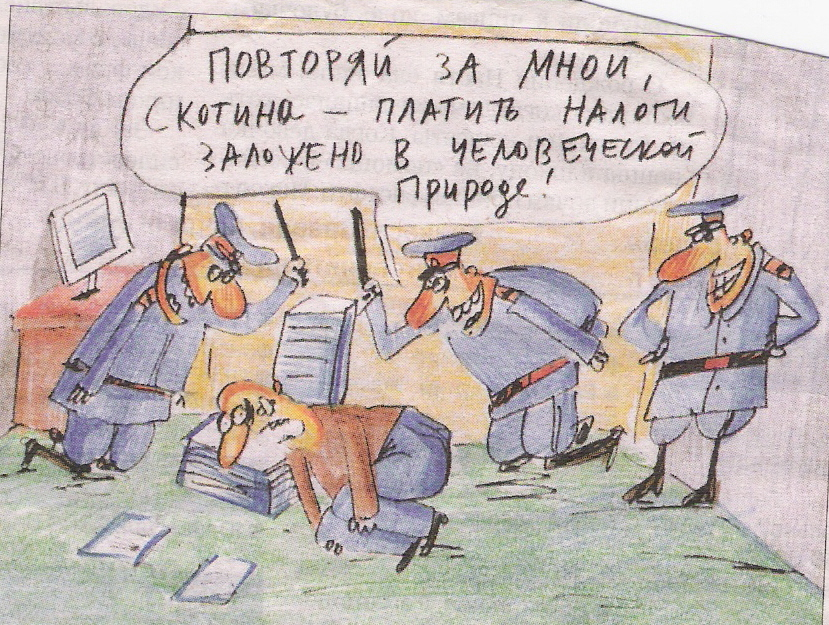 ПОВТОРЯЙ ЗА МНОЙ,
СКОТИНА — ПЛАТИТЬ НАЛОГИ
ЗАЛОЖЕНО В ЧЕЛОВЕЧЕСКОЙ
ПРИРОДЕ!